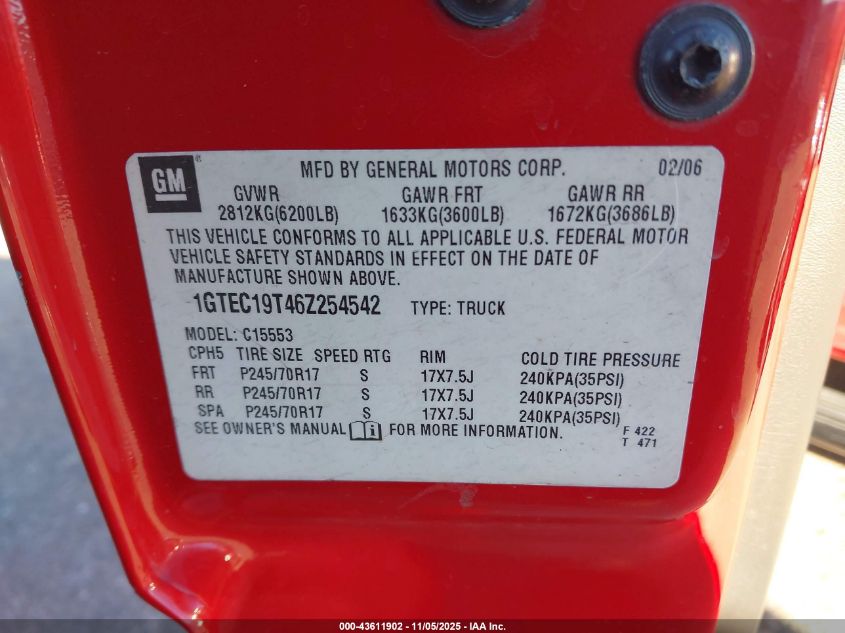 GM ® MFD BY GENERAL MOTORS CORP. 02/06
GVWR GAWR FRT GAWR RR
2812KG(6200LB) 1633KG(3600LB) 1672KG(3686LB)
THIS VEHICLE CONFORMS TO ALL APPLICABLE U.S. FEDERAL MOTOR
VEHICLE SAFETY STANDARDS IN EFFECT ON THE DATE OF
MANUFACTURE SHOWN ABOVE.
1GTEC19T46Z254542 TYPE: TRUCK
MODEL: C15553
CPH5 TIRE SIZE SPEED RTG RIM COLD TIRE PRESSURE
FRT P245/70R17 S 17X7.5J 240KPA(35PSI)
RR P245/70R17 S 17X7.5J 240KPA(35PSI)
SPA P245/70R17 S 17X7.5J 240KPA(35PSI)
SEE OWNER'S MANUAL i FOR MORE INFORMATION. F 422
T 471
000-43611902 - 11/05/2025 - IAA Inc.